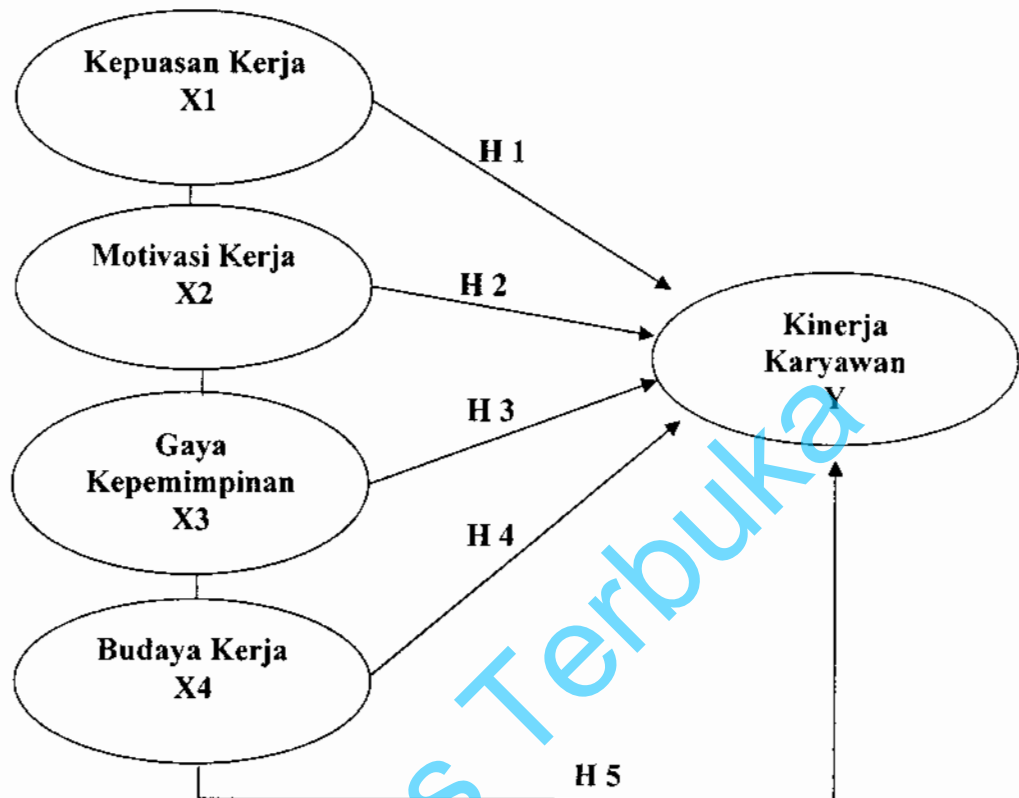 Kepuasan Kerja
X1
H 1
Motivasi Kerja
X2
H 2
Kinerja
Karyawan
Y
Gaya
Kepemimpinan
X3
H 3
Budaya Kerja
X4
H 4
H 5
s Terbuka